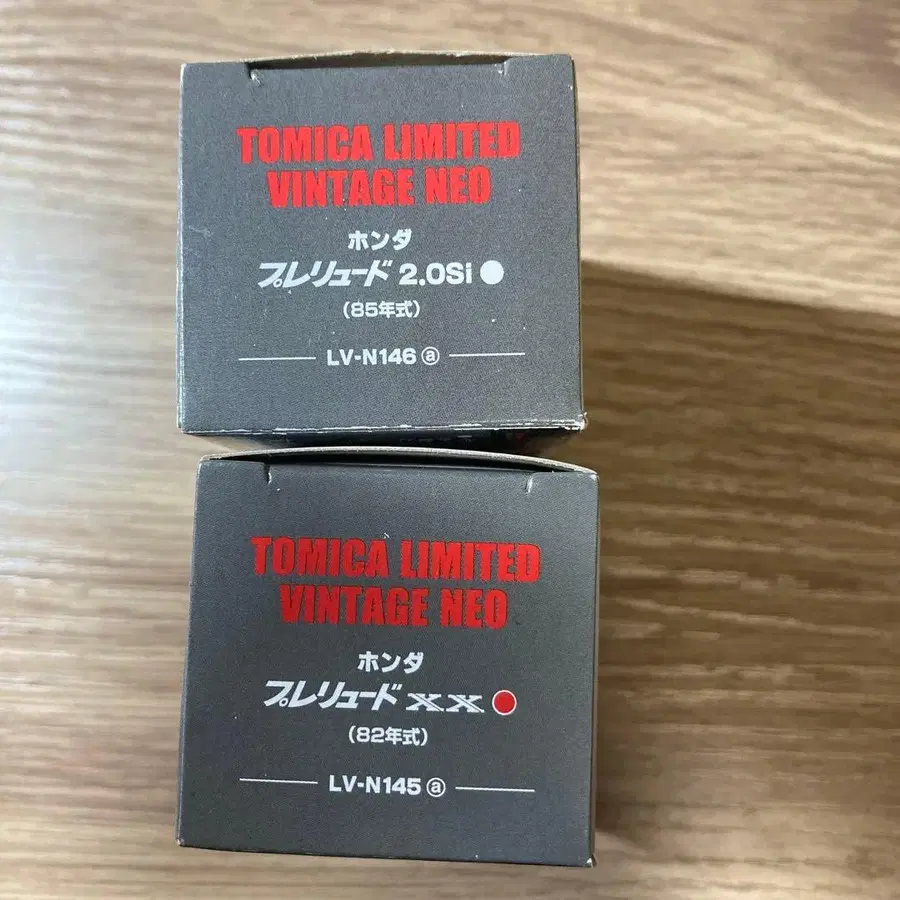 TOMICA LIMITED
VINTAGE NEO
ホンダ
プレリュード 2.0Si
(85年式)
LV-N146 ⓐ
TOMICA LIMITED
VINTAGE NEO
ホンダ
プレリュード XX
(82年式)
LV-N145 ⓐ